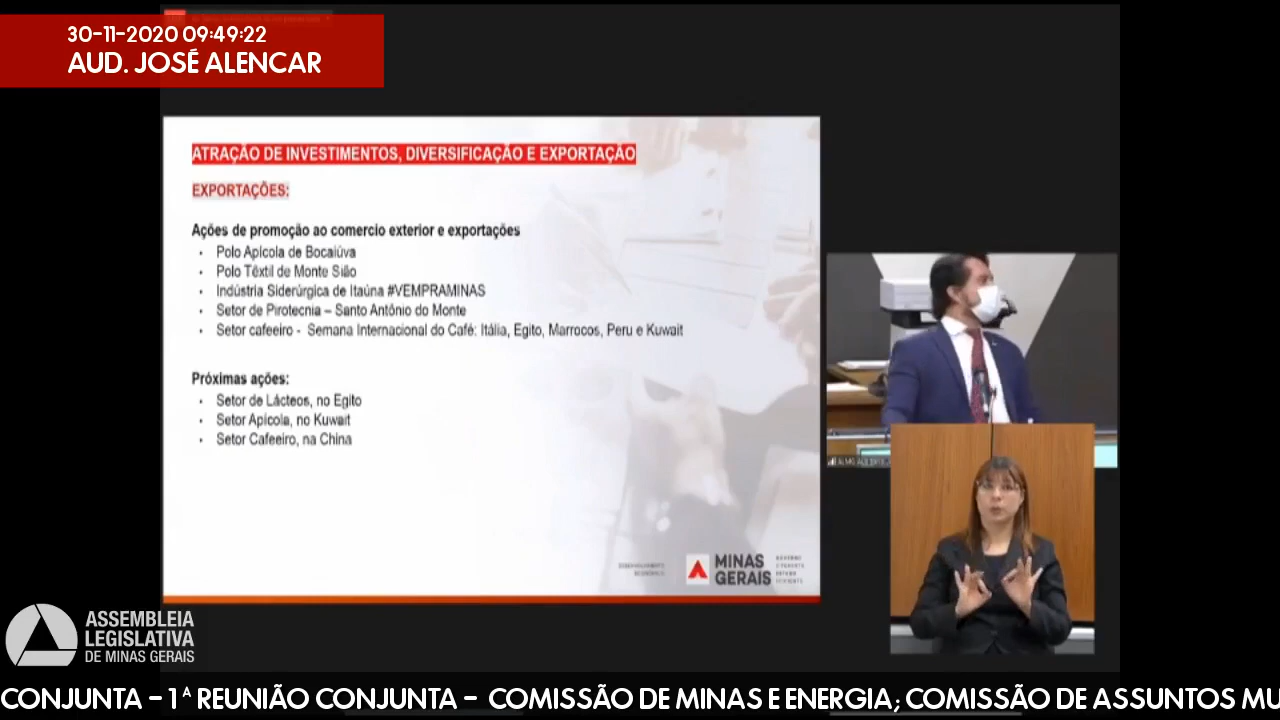 30-11-2020 09:49:22
AUD. JOSÉ ALENCAR
ATRAÇÃO DE INVESTIMENTOS, DIVERSIFICAÇÃO E EXPORTAÇÃO
EXPORTAÇÕES:
Ações de promoção ao comercio exterior e exportações
• Polo Apícola de Bocaiúva
• Polo Têxtil de Monte Sião
• Indústria Siderúrgica de Itaúna #VEMPRAMINAS
• Setor de Pirotecnia – Santo Antônio do Monte
• Setor cafeeiro - Semana Internacional do Café: Itália, Egito, Marrocos, Peru e Kuwait
Próximas ações:
• Setor de Lácteos, no Egito
• Setor Apícola, no Kuwait
• Setor Cafeeiro, na China
DESENVOLVIMENTO
ECONÔMICO
MINAS
GERAIS
ASSEMBLEIA
LEGISLATIVA
DE MINAS GERAIS
CONJUNTA - 1ª REUNIÃO CONJUNTA - COMISSÃO DE MINAS E ENERGIA; COMISSÃO DE ASSUNTOS MU